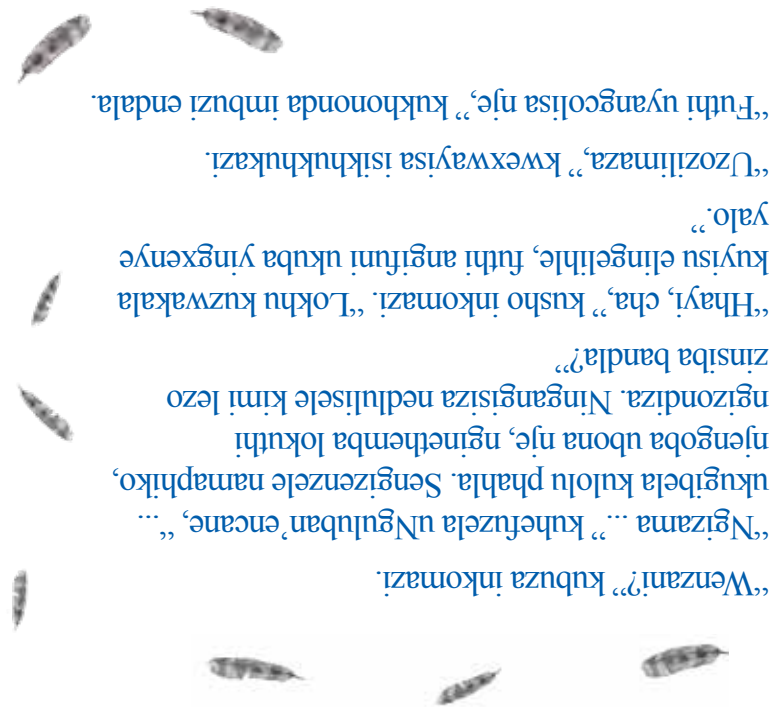 “Wenzani?” kubuza inkomazi.
“Ngizama ...” kuhefuzela uNguluban’encane, “...
ukugibela kulolu phahla. Sengizenzele namaphiko,
njengoba ubona nje, nginethemba lokuthi
ngizondiza. Ningangisiza nedlulisele kimi lezo
zinsiba bandla?”
“Hhayi, cha,” kusho inkomazi. “Lokhu kuzwakala
kuyisu elingelihle, futhi angifuni ukuba yingxenye
yalo.”
“Uzozilimaza,” kwexwayisa isikhukhukazi.
“Futhi uyangcolisa nje,” kukhononda imbuzi endala.